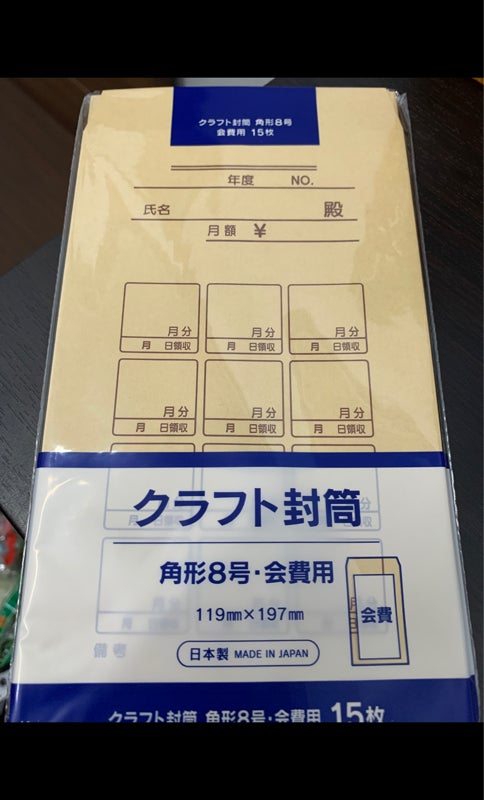 クラフト封筒 角形8号
会費用 15枚
年度 NO.
氏名 殿
月額 ¥
月分 月分 月分
月 日領収 月 日領収 月 日領収
月分 月分 月分
月 日領収 月 日領収 月 日領収
クラフト封筒
角形8号・会費用
119mm×197mm
会費
日本製 MADE IN JAPAN
備考
クラフト封筒 角形8号・会費用 15枚